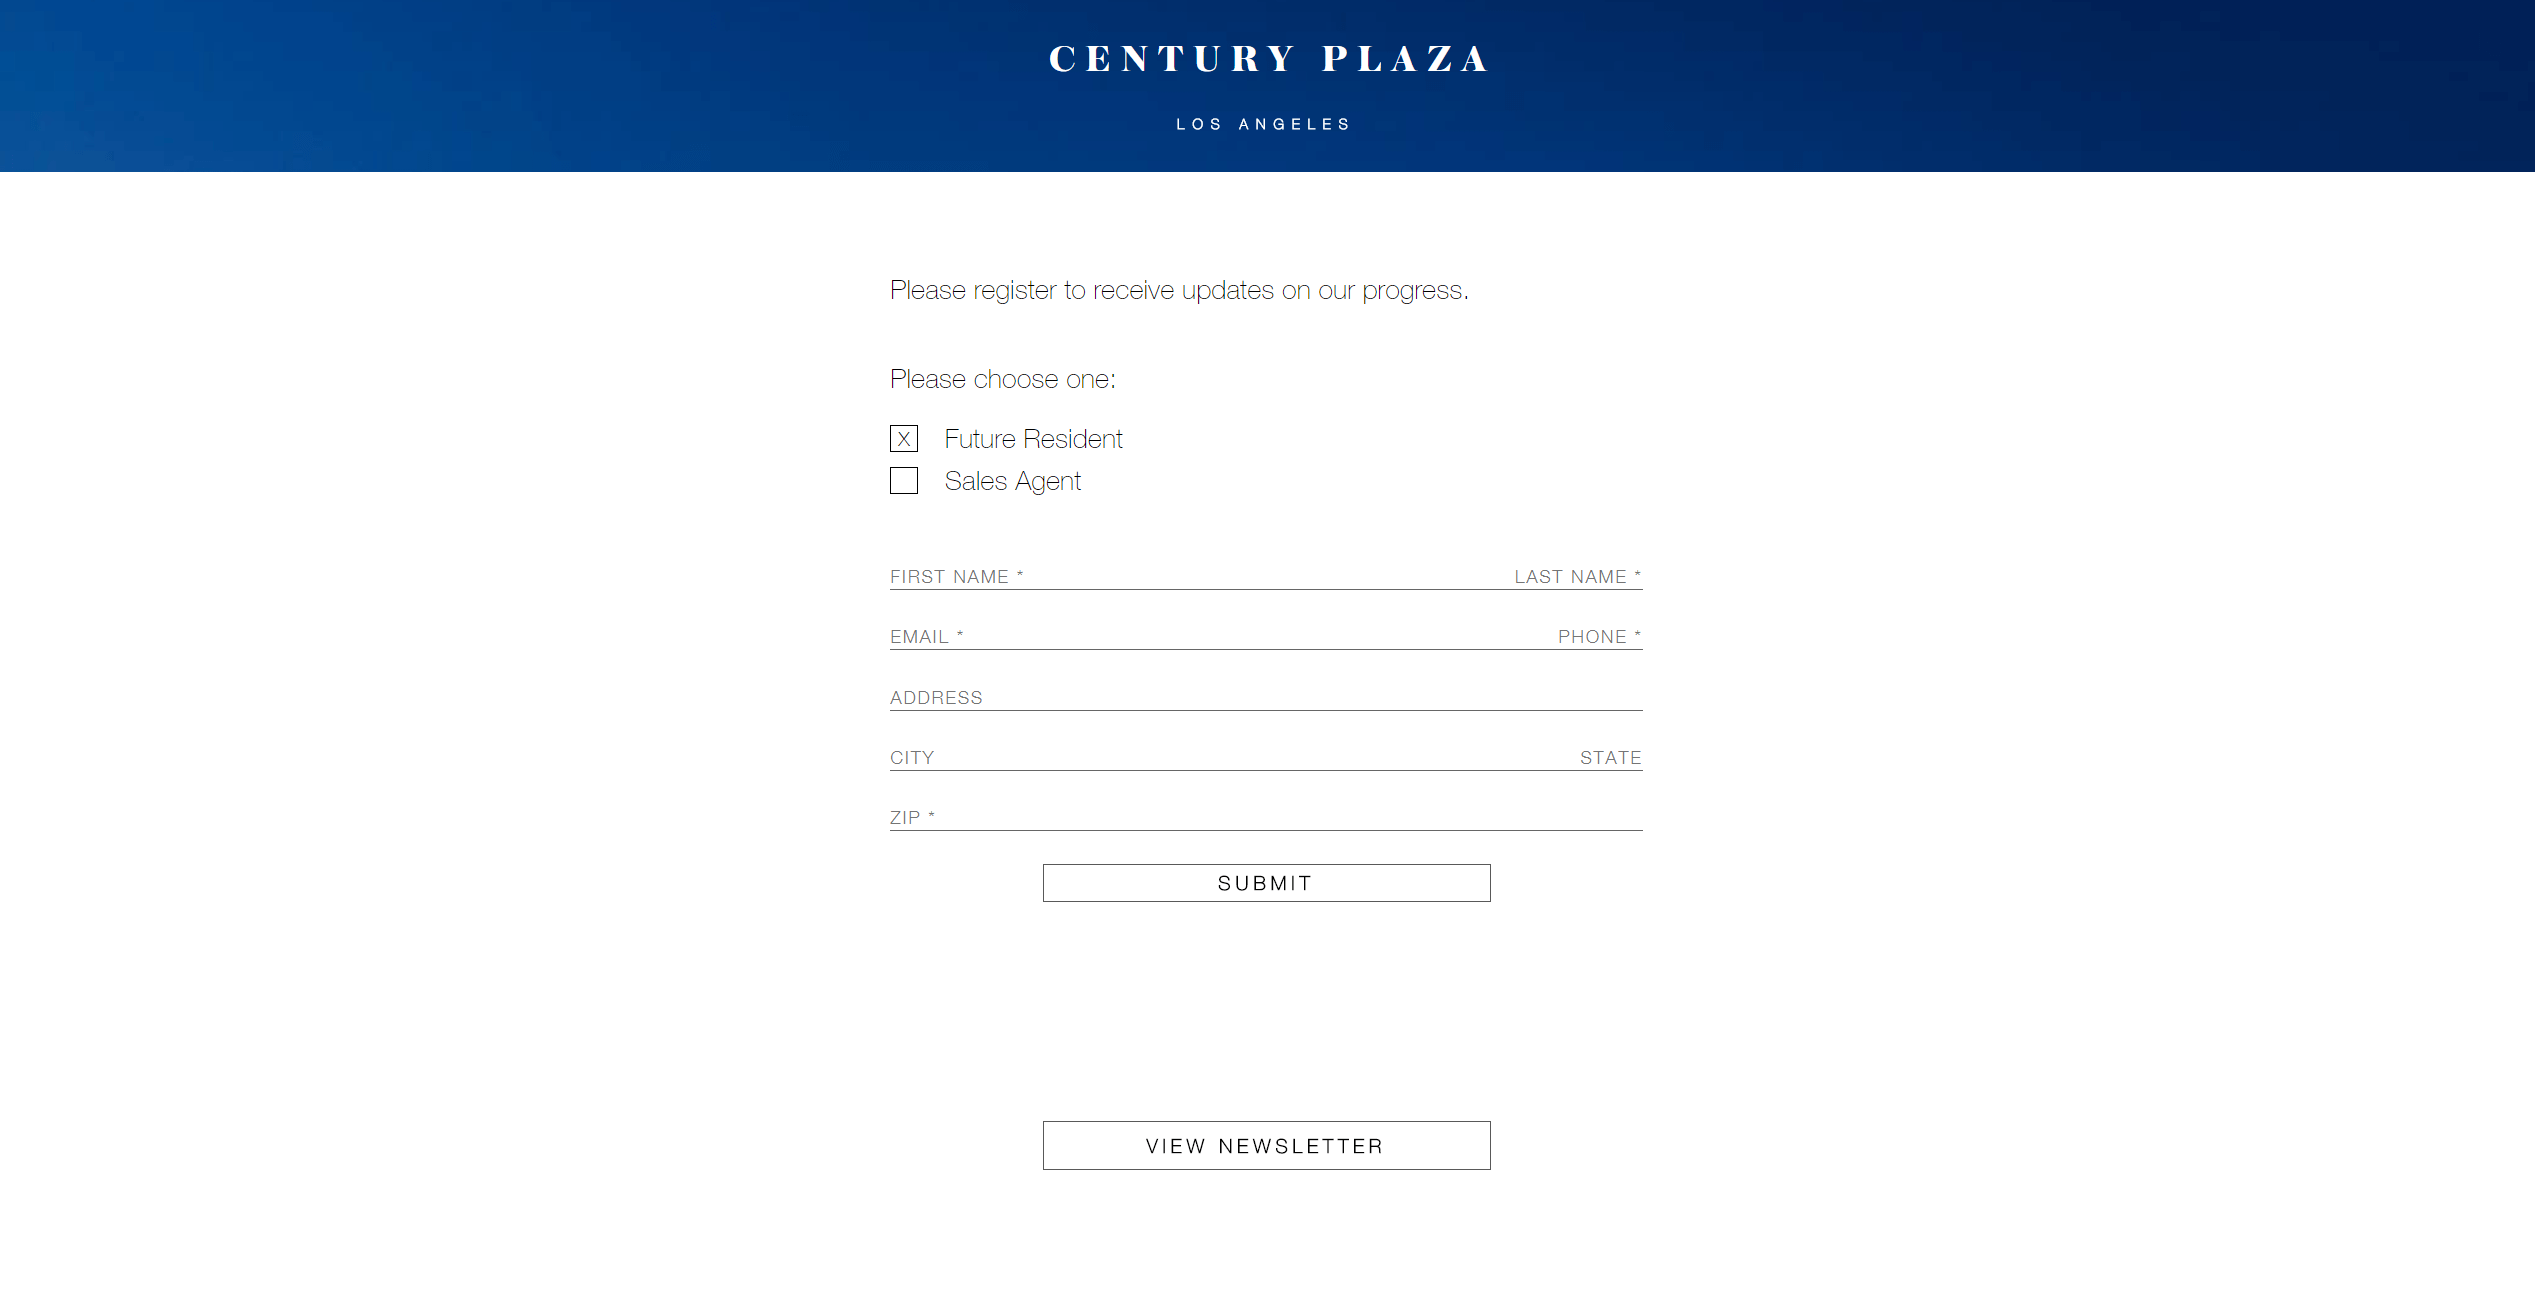 CENTURY PLAZA
LOS ANGELES
Please register to receive updates on our progress.
Please choose one:
X Future Resident
Sales Agent
FIRST NAME * LAST NAME *
EMAIL * PHONE *
ADDRESS
CITY STATE
ZIP *
SUBMIT
VIEW NEWSLETTER